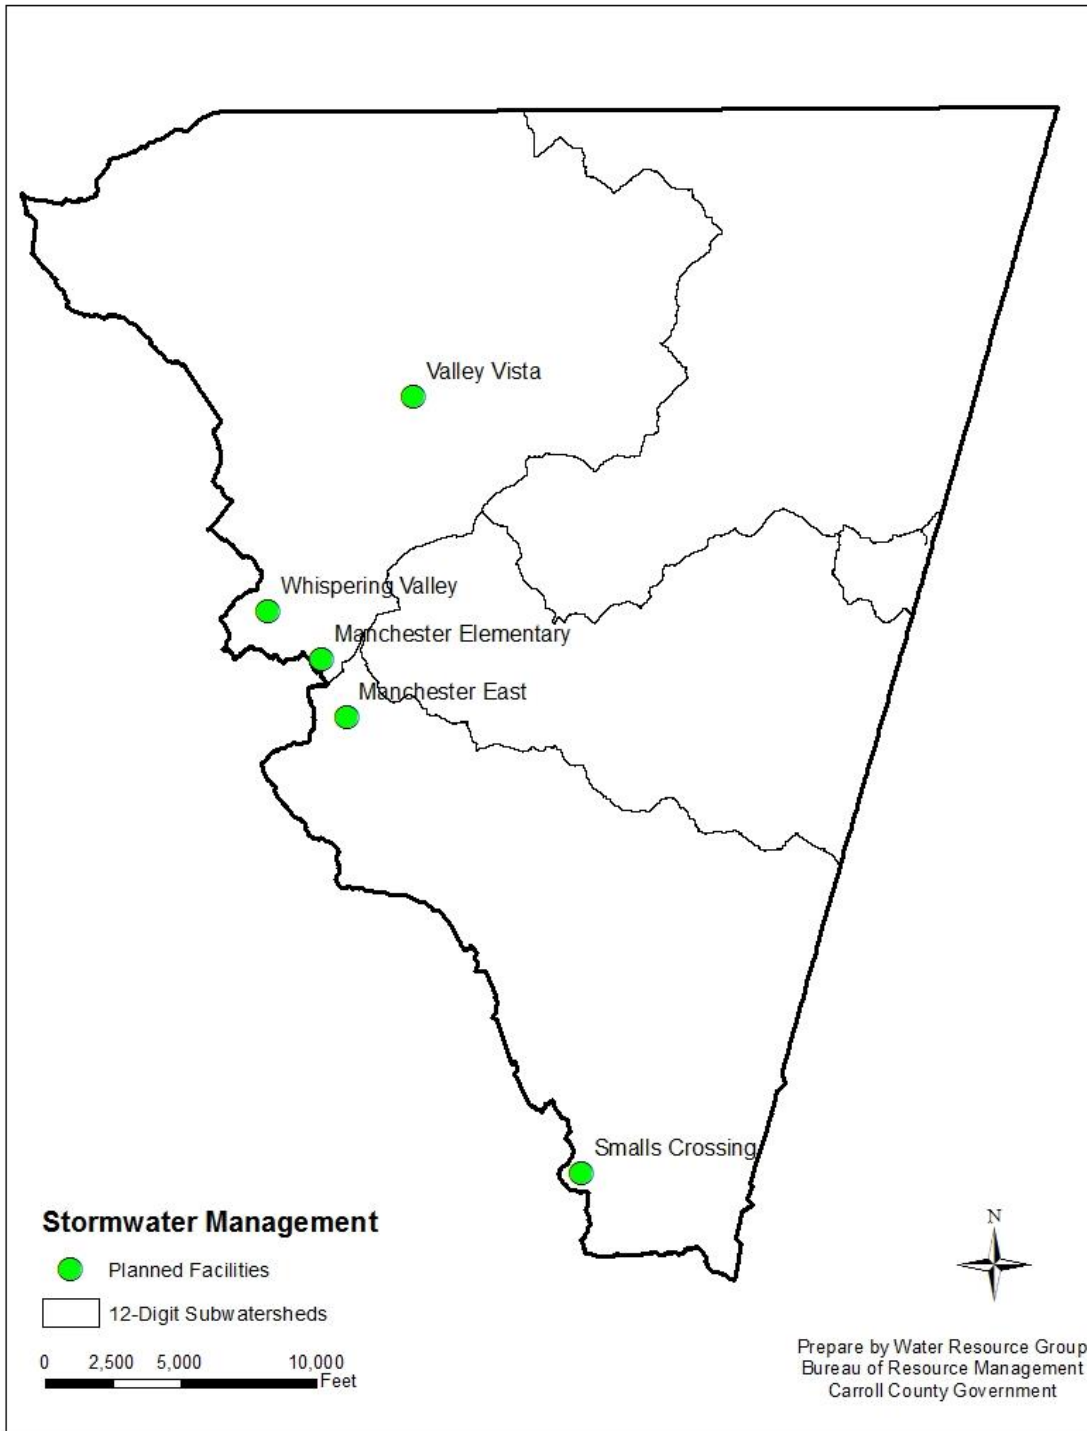 Valley Vista
Whispering Valley
Manchester Elementary
Manchester East
Smalls Crossing
Stormwater Management
Planned Facilities
12-Digit Subwatersheds
0 2,500 5,000 10,000
Feet
N
Prepare by Water Resource Group
Bureau of Resource Management
Carroll County Government